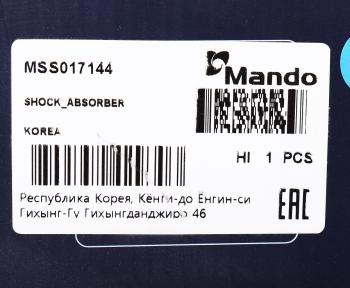 MSS017144
Mando
SHOCK_ABSORBER
KOREA
HI 1 PCS
Республика Корея, Кёнги-до Ёнгин-си
Гихынг-Гу Гихынгданджиро 46
EAC